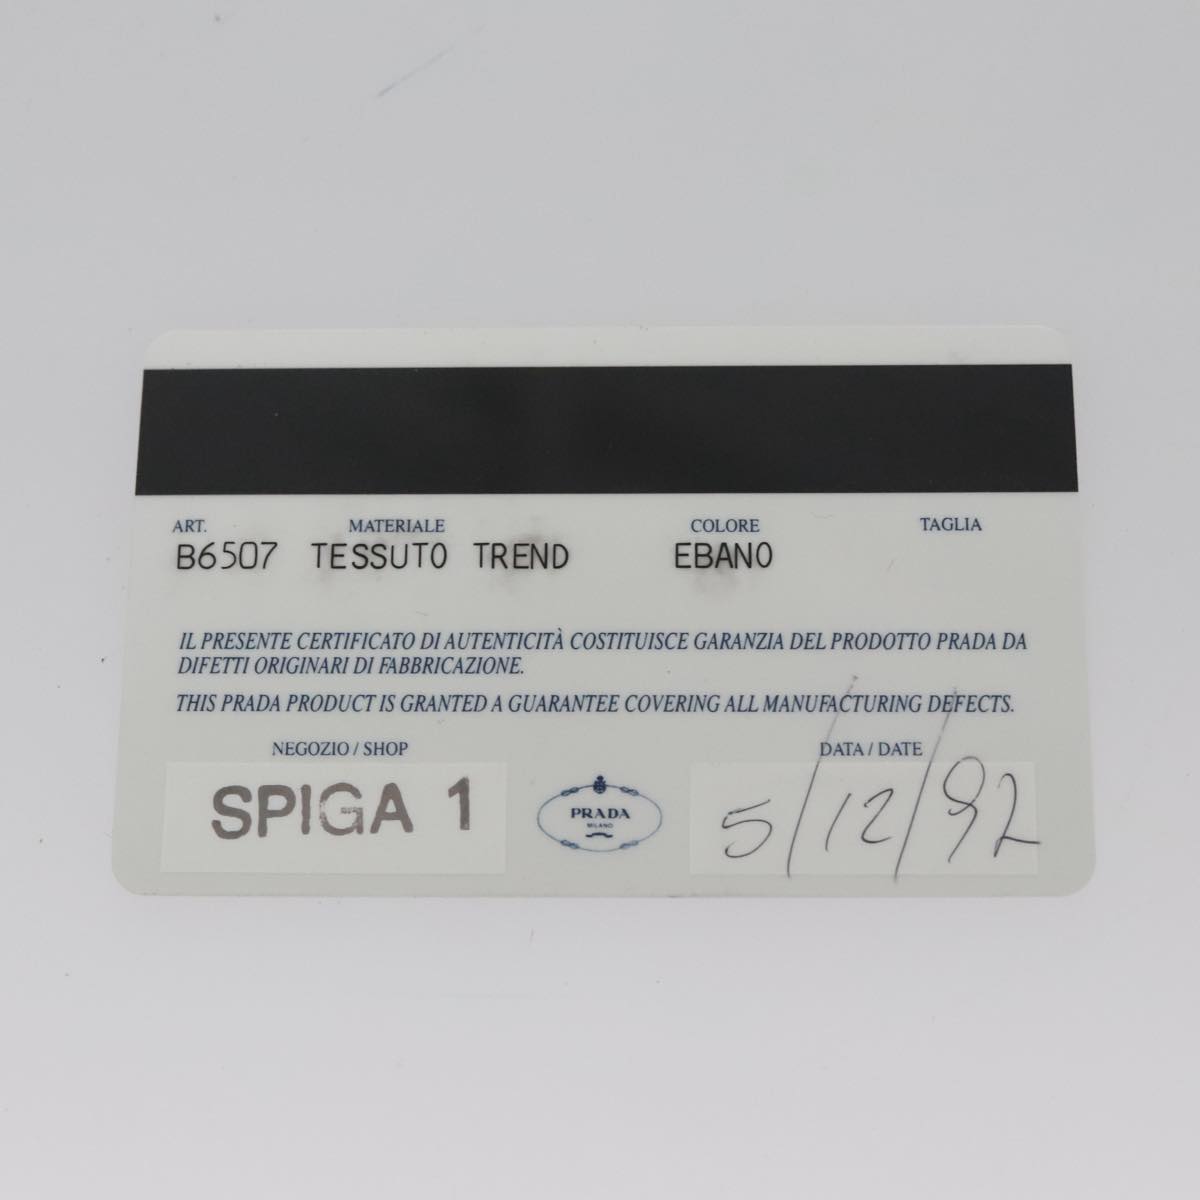 ART. MATERIALE COLORE TAGLIA
B6507 TESSUTO TREND EBANO
IL PRESENTE CERTIFICATO DI AUTENTICITÀ COSTITUISCE GARANZIA DEL PRODOTTO PRADA DA
DIFETTI ORIGINARI DI FABBRICAZIONE.
THIS PRADA PRODUCT IS GRANTED A GUARANTEE COVERING ALL MANUFACTURING DEFECTS.
NEGOZIO / SHOP DATA / DATE
SPIGA 1
PRADA
MILANO
5/12/92